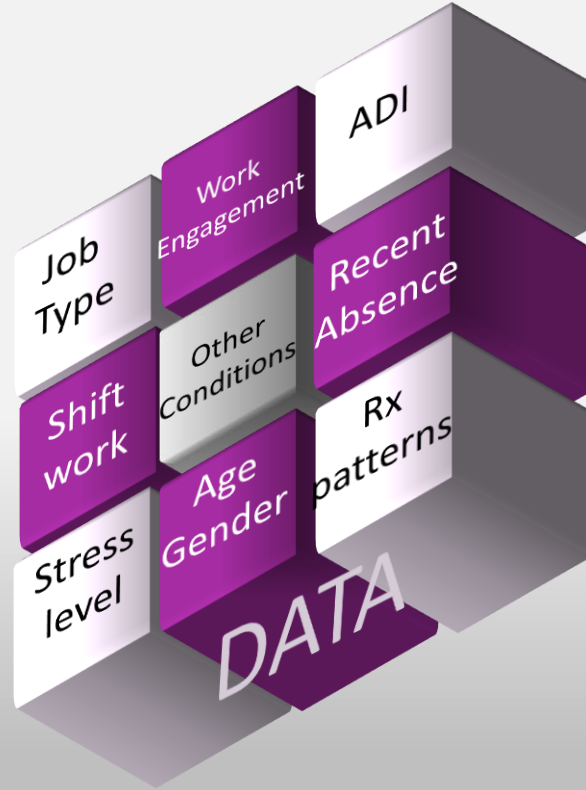 Job
Type
Work
Engagement
ADI
Shift
work
Other
Conditions
Recent
Absence
Stress
level
Age
Gender
Rx
patterns
DATA